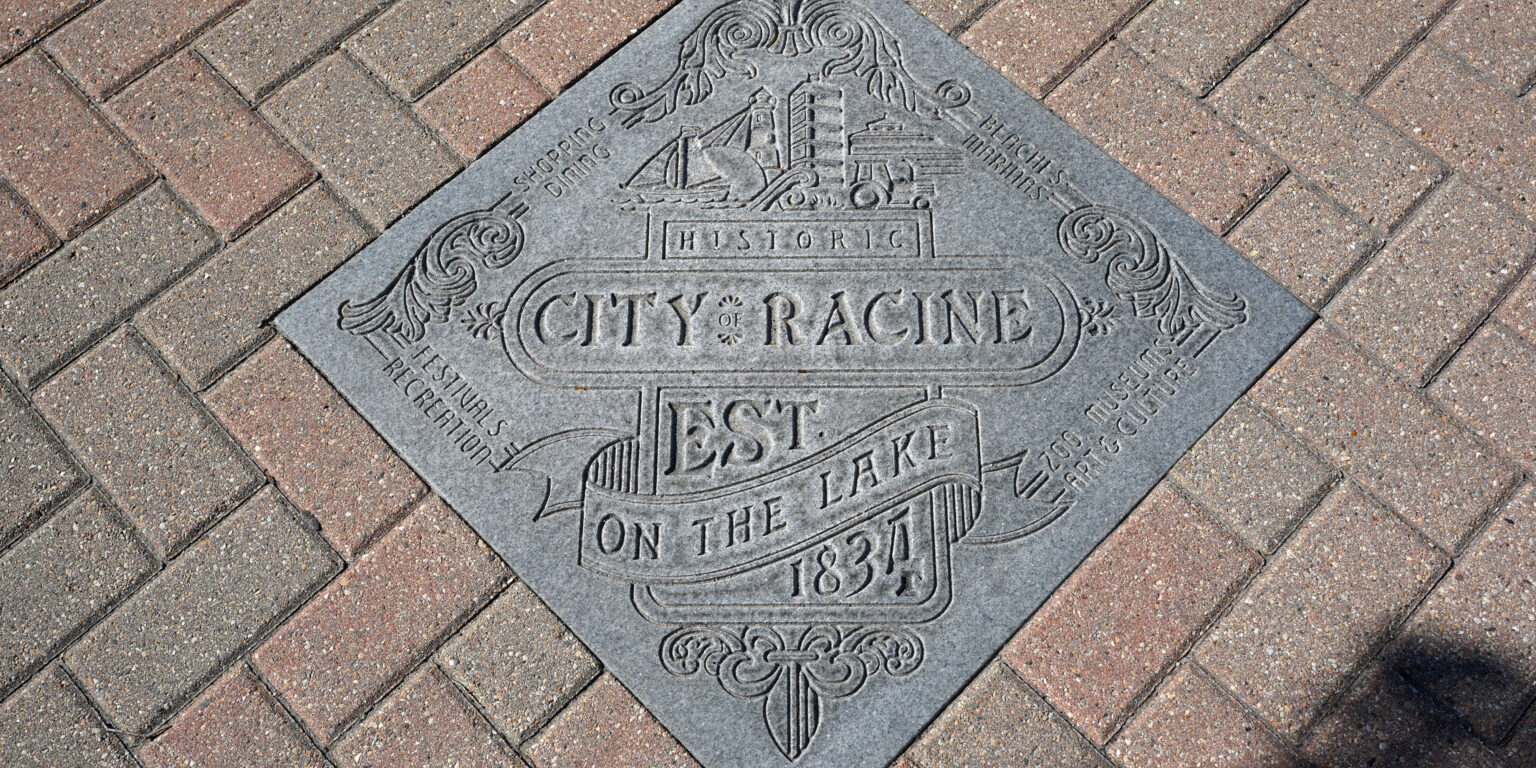 SHOPPING
DINING
BEACHES
MARINAS
HISTORIC
CITY OF RACINE
EST.
ON THE LAKE
1834
FESTIVALS
RECREATION
ZOO MUSEUMS
ART & CULTURE